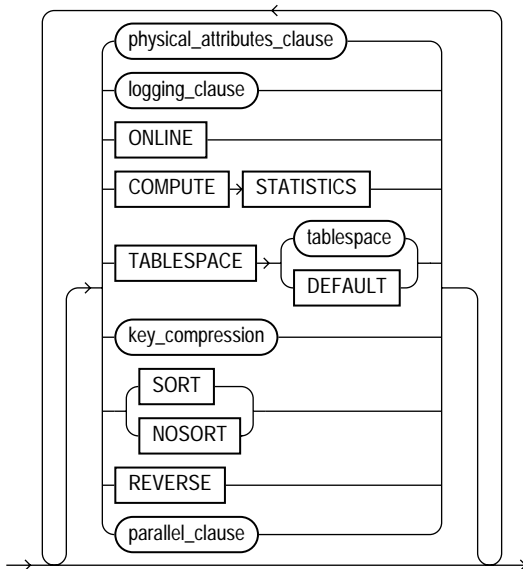 physical_attributes_clause
logging_clause
ONLINE
COMPUTE STATISTICS
tablespace
TABLESPACE
DEFAULT
key_compression
SORT
NOSORT
REVERSE
parallel_clause